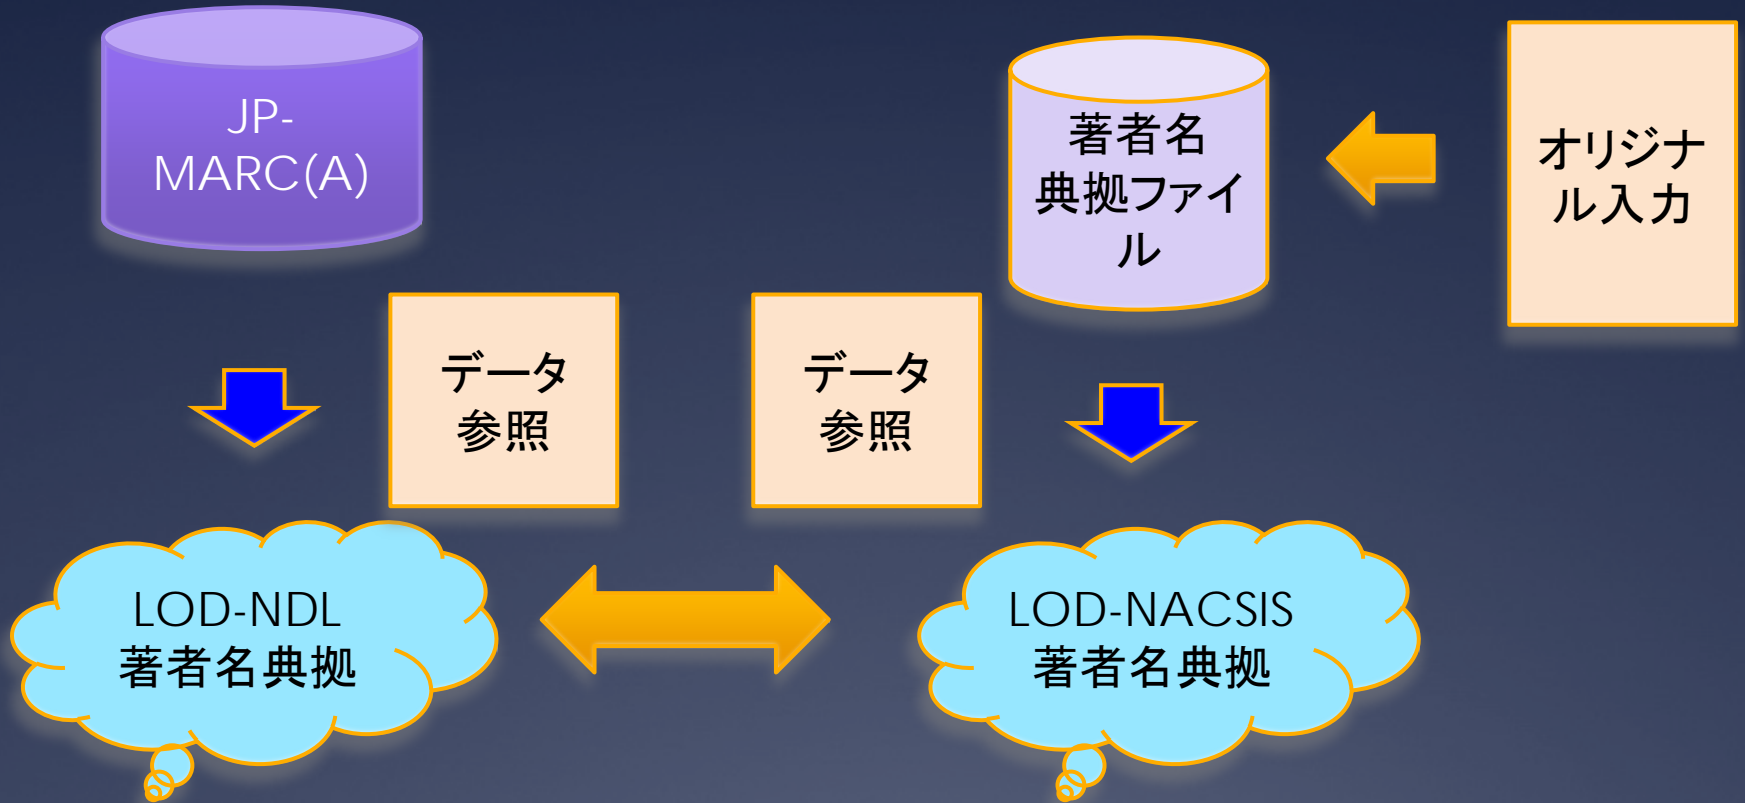 JP-
MARC(A)
著者名
典拠ファイ
ル
オリジナ
ル入力
データ
参照
データ
参照
LOD-NDL
著者名典拠
LOD-NACSIS
著者名典拠